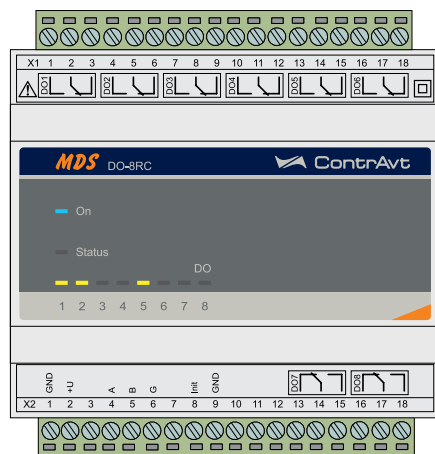 X1 1 2 3 4 5 6 7 8 9 10 11 12 13 14 15 16 17 18
DO1 DO2 DO3 DO4 DO5 DO6
MDS DO-8RC ContrAvt
On
Status
DO
1 2 3 4 5 6 7 8
GND +U A B G Init GND DO7 DO8
X2 1 2 3 4 5 6 7 8 9 10 11 12 13 14 15 16 17 18